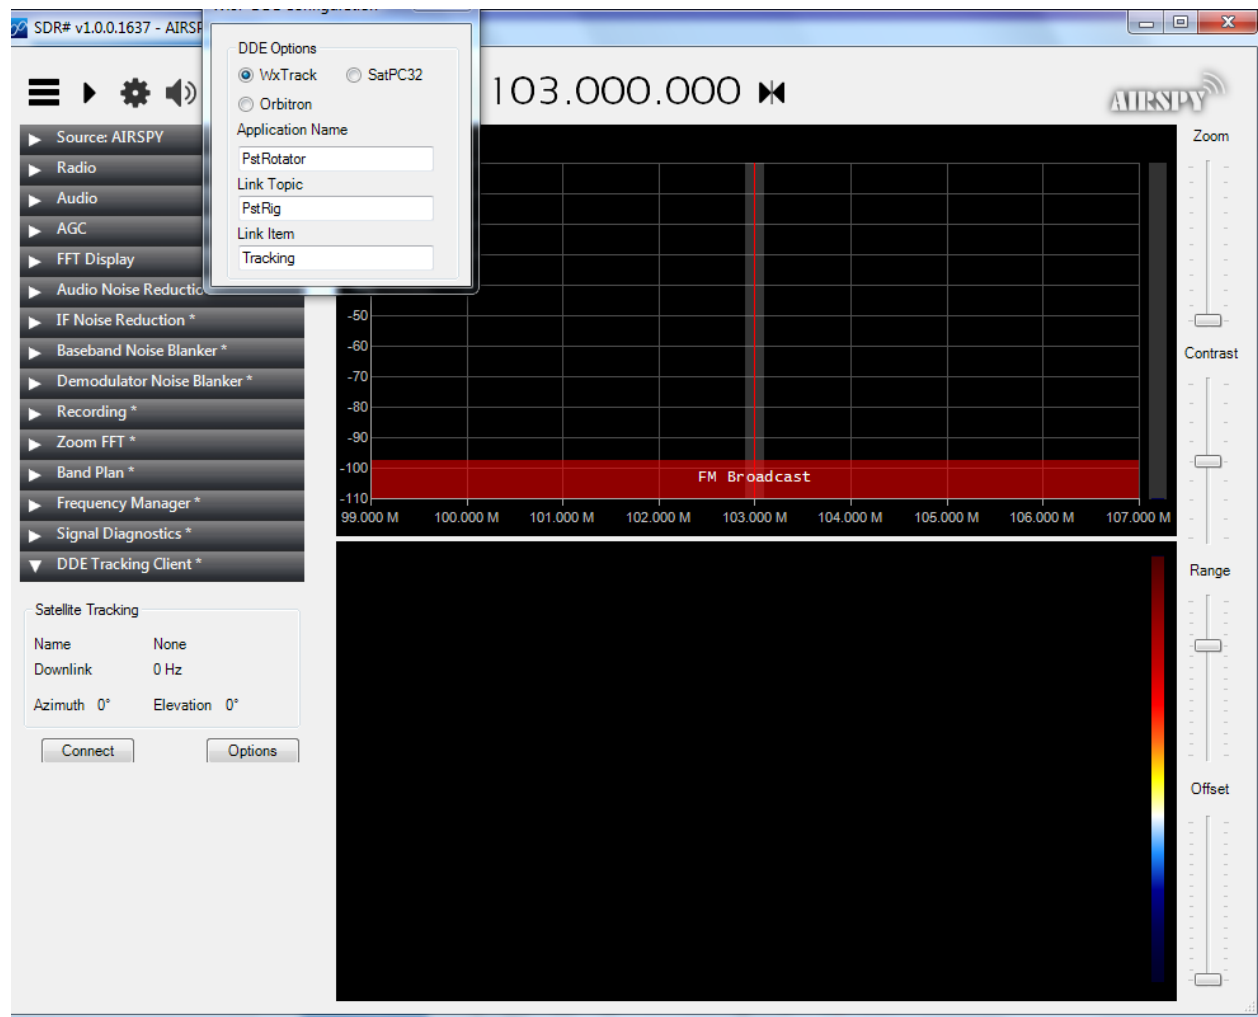 SDR# v1.0.0.1637 - AIRSP
DDE Options
WxTrack SatPC32
Orbitron
Application Name
PstRotator
Link Topic
PstRig
Link Item
Tracking
103.000.000
AIRSPY
Source: AIRSPY
Radio
Audio
AGC
FFT Display
Audio Noise Reductio
IF Noise Reduction *
Baseband Noise Blanker *
Demodulator Noise Blanker *
Recording *
Zoom FFT *
Band Plan *
Frequency Manager *
Signal Diagnostics *
DDE Tracking Client *
Satellite Tracking
Name None
Downlink 0 Hz
Azimuth 0° Elevation 0°
Connect Options
-50
-60
-70
-80
-90
-100
-110
FM Broadcast
99.000 M 100.000 M 101.000 M 102.000 M 103.000 M 104.000 M 105.000 M 106.000 M 107.000 M
Zoom
Contrast
Range
Offset